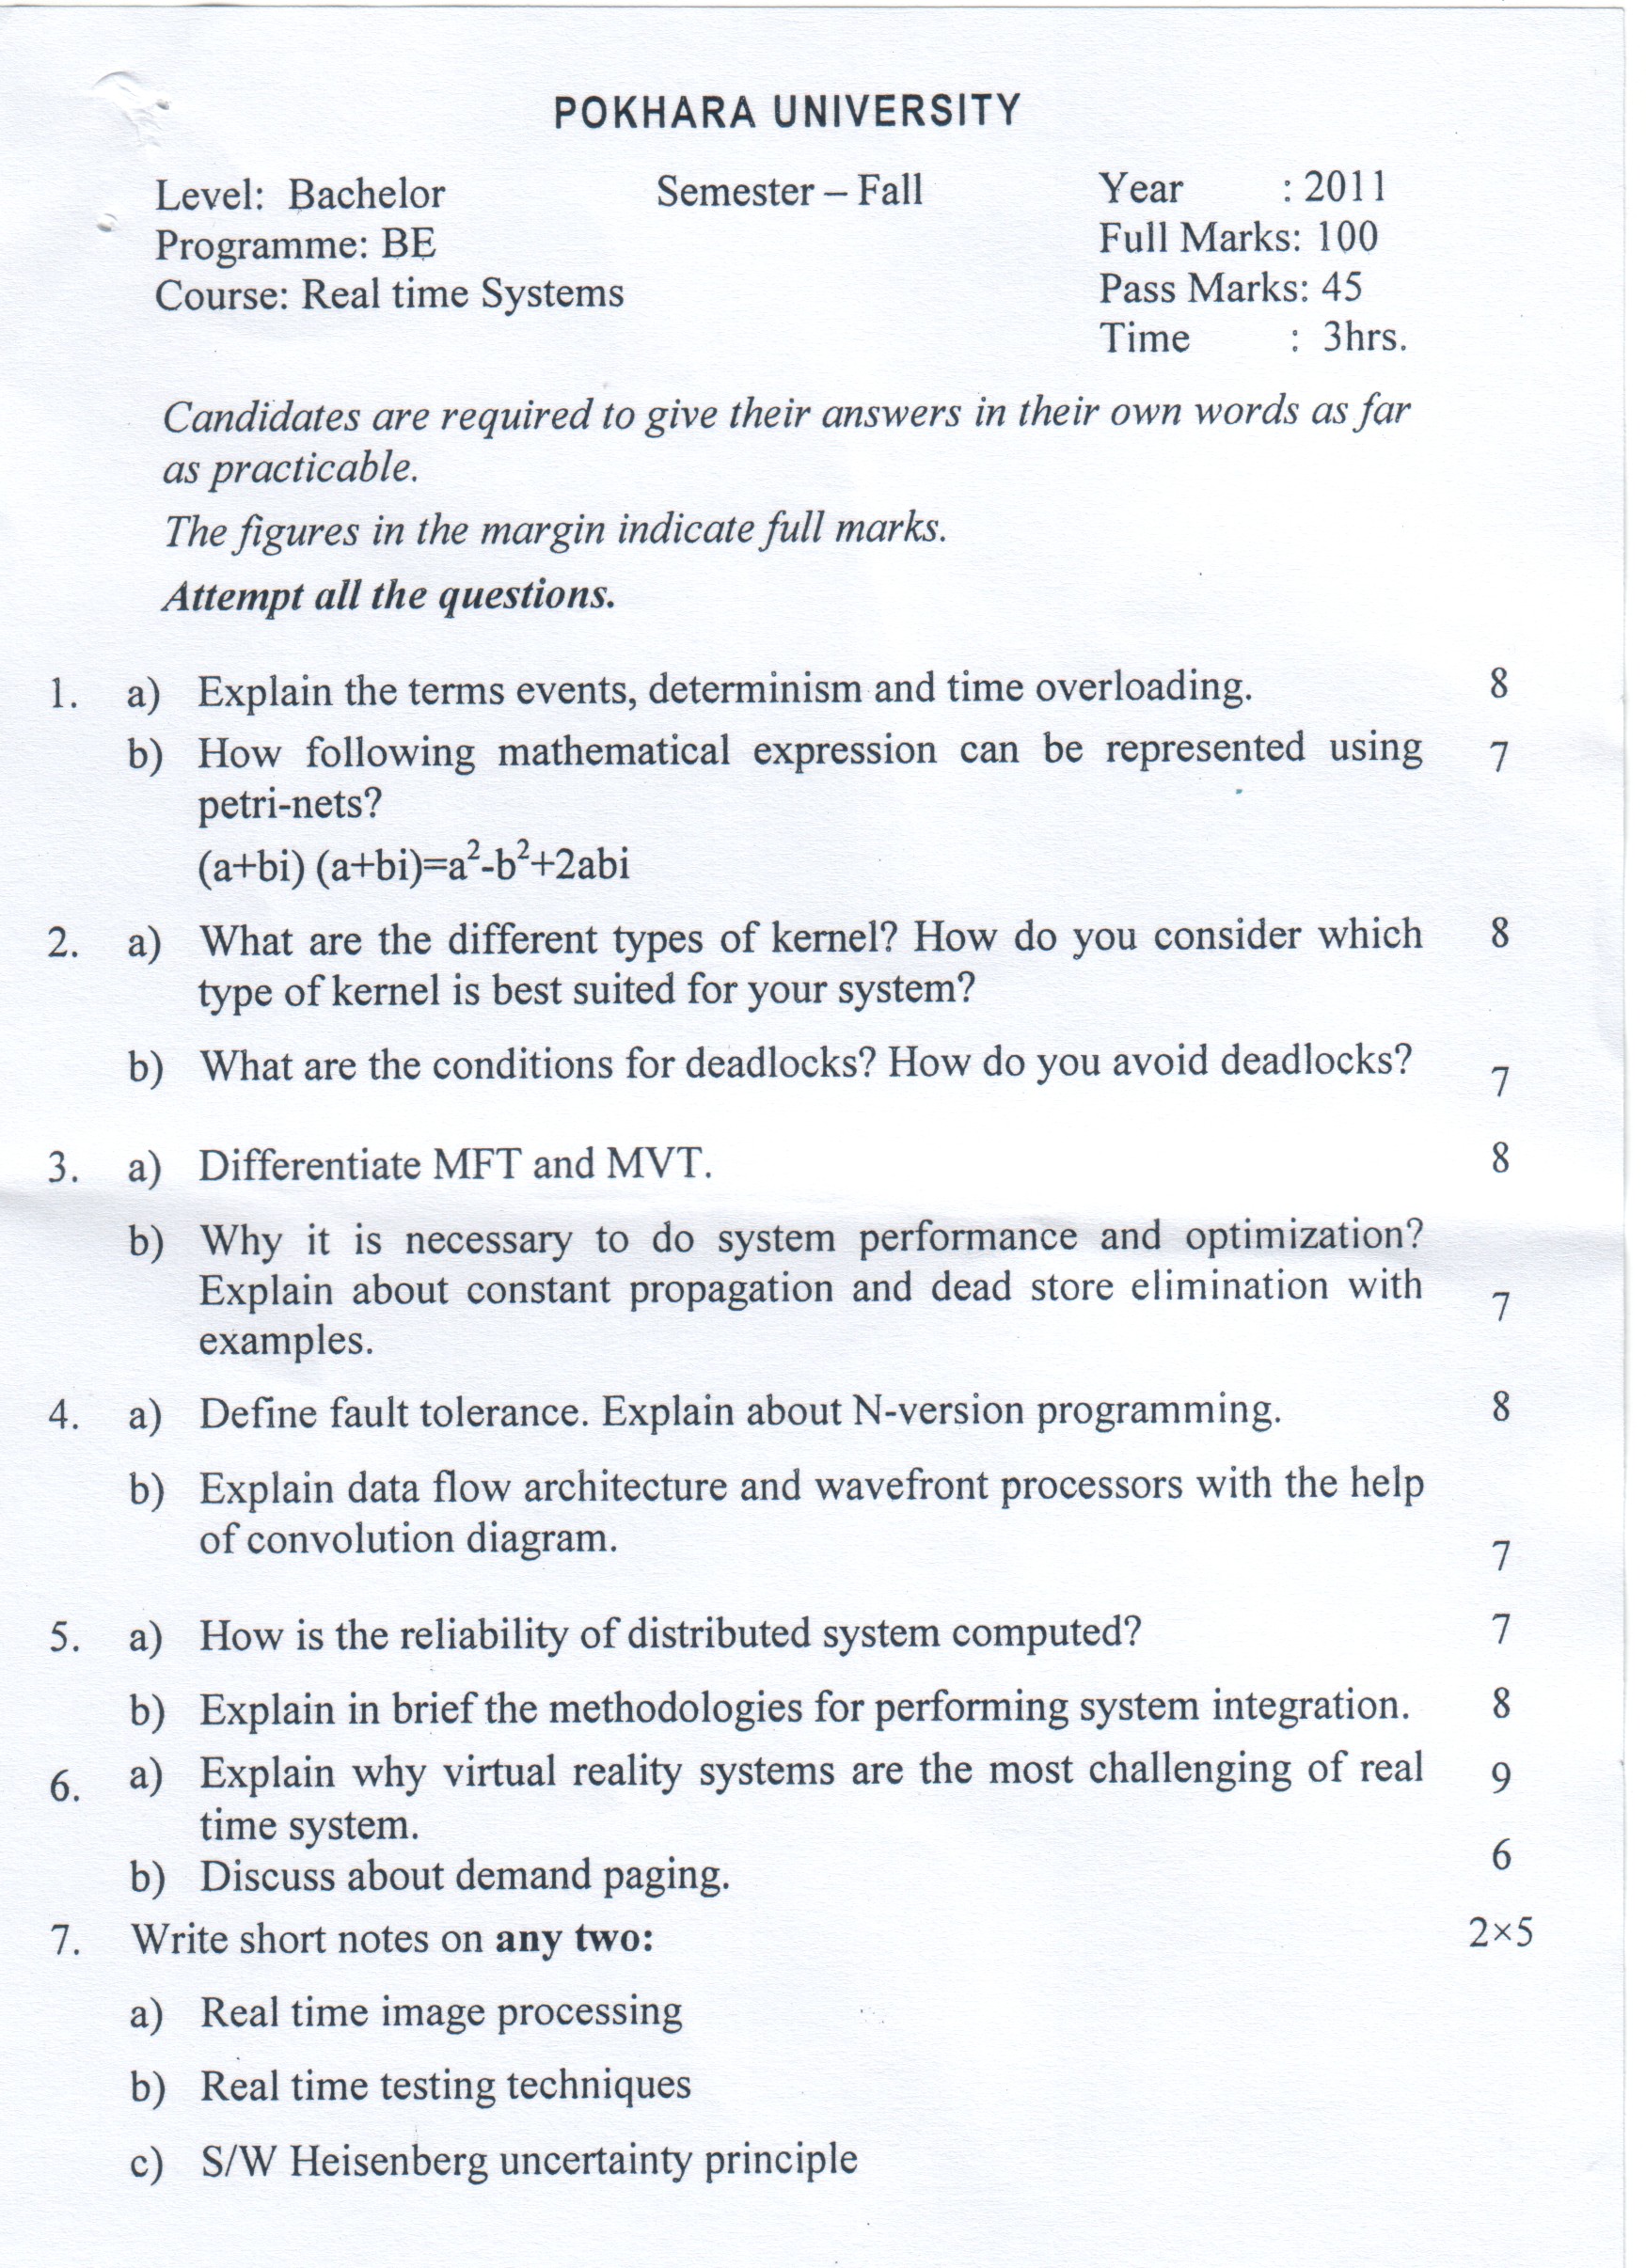 POKHARA UNIVERSITY
Level: Bachelor Semester – Fall Year : 2011
Programme: BE Full Marks: 100
Course: Real time Systems Pass Marks: 45
Time : 3hrs.
Candidates are required to give their answers in their own words as far
as practicable.
The figures in the margin indicate full marks.
Attempt all the questions.
1. a) Explain the terms events, determinism and time overloading. 8
b) How following mathematical expression can be represented using 7
petri-nets?
(a+bi) (a+bi)=a²-b²+2abi
2. a) What are the different types of kernel? How do you consider which 8
type of kernel is best suited for your system?
b) What are the conditions for deadlocks? How do you avoid deadlocks? 7
3. a) Differentiate MFT and MVT. 8
b) Why it is necessary to do system performance and optimization?
Explain about constant propagation and dead store elimination with 7
examples.
4. a) Define fault tolerance. Explain about N-version programming. 8
b) Explain data flow architecture and wavefront processors with the help
of convolution diagram. 7
5. a) How is the reliability of distributed system computed? 7
b) Explain in brief the methodologies for performing system integration. 8
6. a) Explain why virtual reality systems are the most challenging of real 9
time system.
b) Discuss about demand paging. 6
7. Write short notes on any two: 2×5
a) Real time image processing
b) Real time testing techniques
c) S/W Heisenberg uncertainty principle